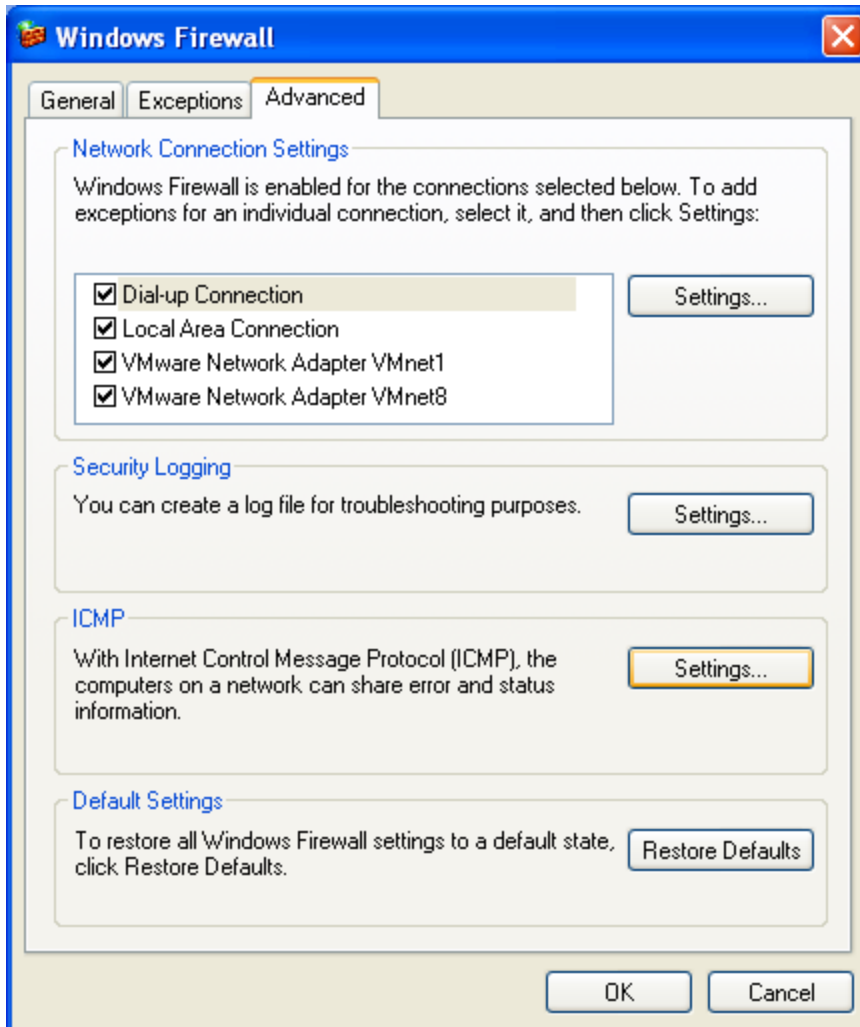 Windows Firewall
General Exceptions Advanced
Network Connection Settings
Windows Firewall is enabled for the connections selected below. To add
exceptions for an individual connection, select it, and then click Settings:
Dial-up Connection
Settings...
Local Area Connection
VMware Network Adapter VMnet1
VMware Network Adapter VMnet8
Security Logging
You can create a log file for troubleshooting purposes.
Settings...
ICMP
With Internet Control Message Protocol (ICMP), the
computers on a network can share error and status
information.
Settings...
Default Settings
To restore all Windows Firewall settings to a default state,
click Restore Defaults.
Restore Defaults
OK Cancel